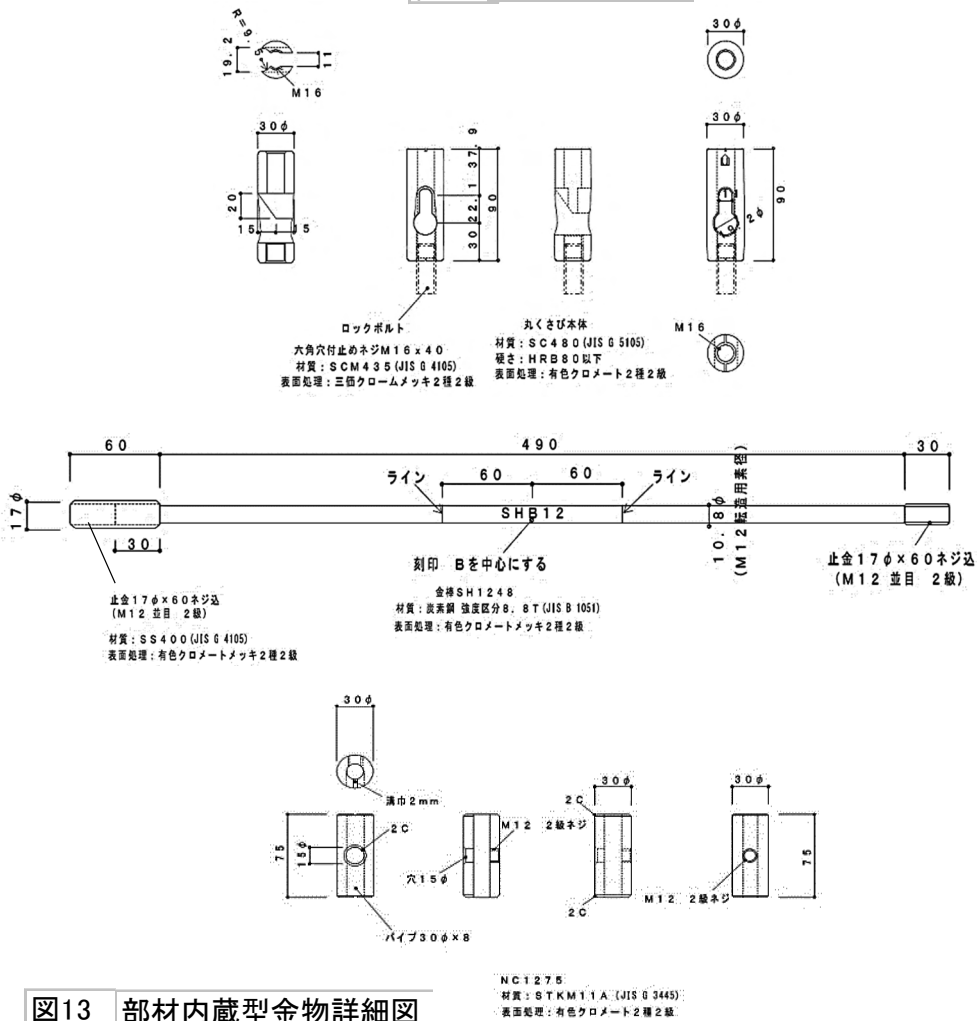 R=9.5
19.2
11
M16
30φ
20
15
15
37.9
22.1
30
90
ロックボルト
六角穴付止めネジM16x40
材質：SCM435(JIS G 4105)
表面処理：三価クロームメッキ2種2級
丸くさび本体
材質：SC480(JIS G 5105)
硬さ：HRB80以下
表面処理：有色クロメート2種2級
30φ
30φ
90
M16
60
490
30
17φ
30
ライン
60
60
ライン
SHB12
10.8φ
(M12転造用素径)
刻印 Bを中心にする
止金17φ×60ネジ込
(M12 並目 2級)
材質：SS400(JIS G 4105)
表面処理：有色クロメートメッキ2種2級
金棒SH1248
材質：炭素鋼 強度区分8.8T(JIS B 1051)
表面処理：有色クロメートメッキ2種2級
止金17φ×60ネジ込
(M12 並目 2級)
30φ
溝巾2mm
2C
75
15φ
パイプ30φ×8
M12 2級ネジ
穴15φ
2C
30φ
2C
30φ
75
M12 2級ネジ
NC1275
材質：STKM11A (JIS G 3445)
表面処理：有色クロメート2種2級
図13 部材内蔵型金物詳細図